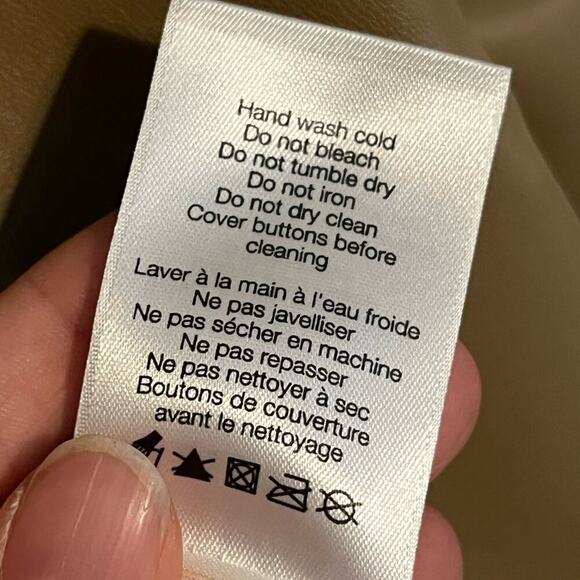 Hand wash cold
Do not bleach
Do not tumble dry
Do not iron
Do not dry clean
Cover buttons before
cleaning
Laver à la main à l'eau froide
Ne pas javelliser
Ne pas sécher en machine
Ne pas repasser
Ne pas nettoyer à sec
Boutons de couverture
avant le nettoyage